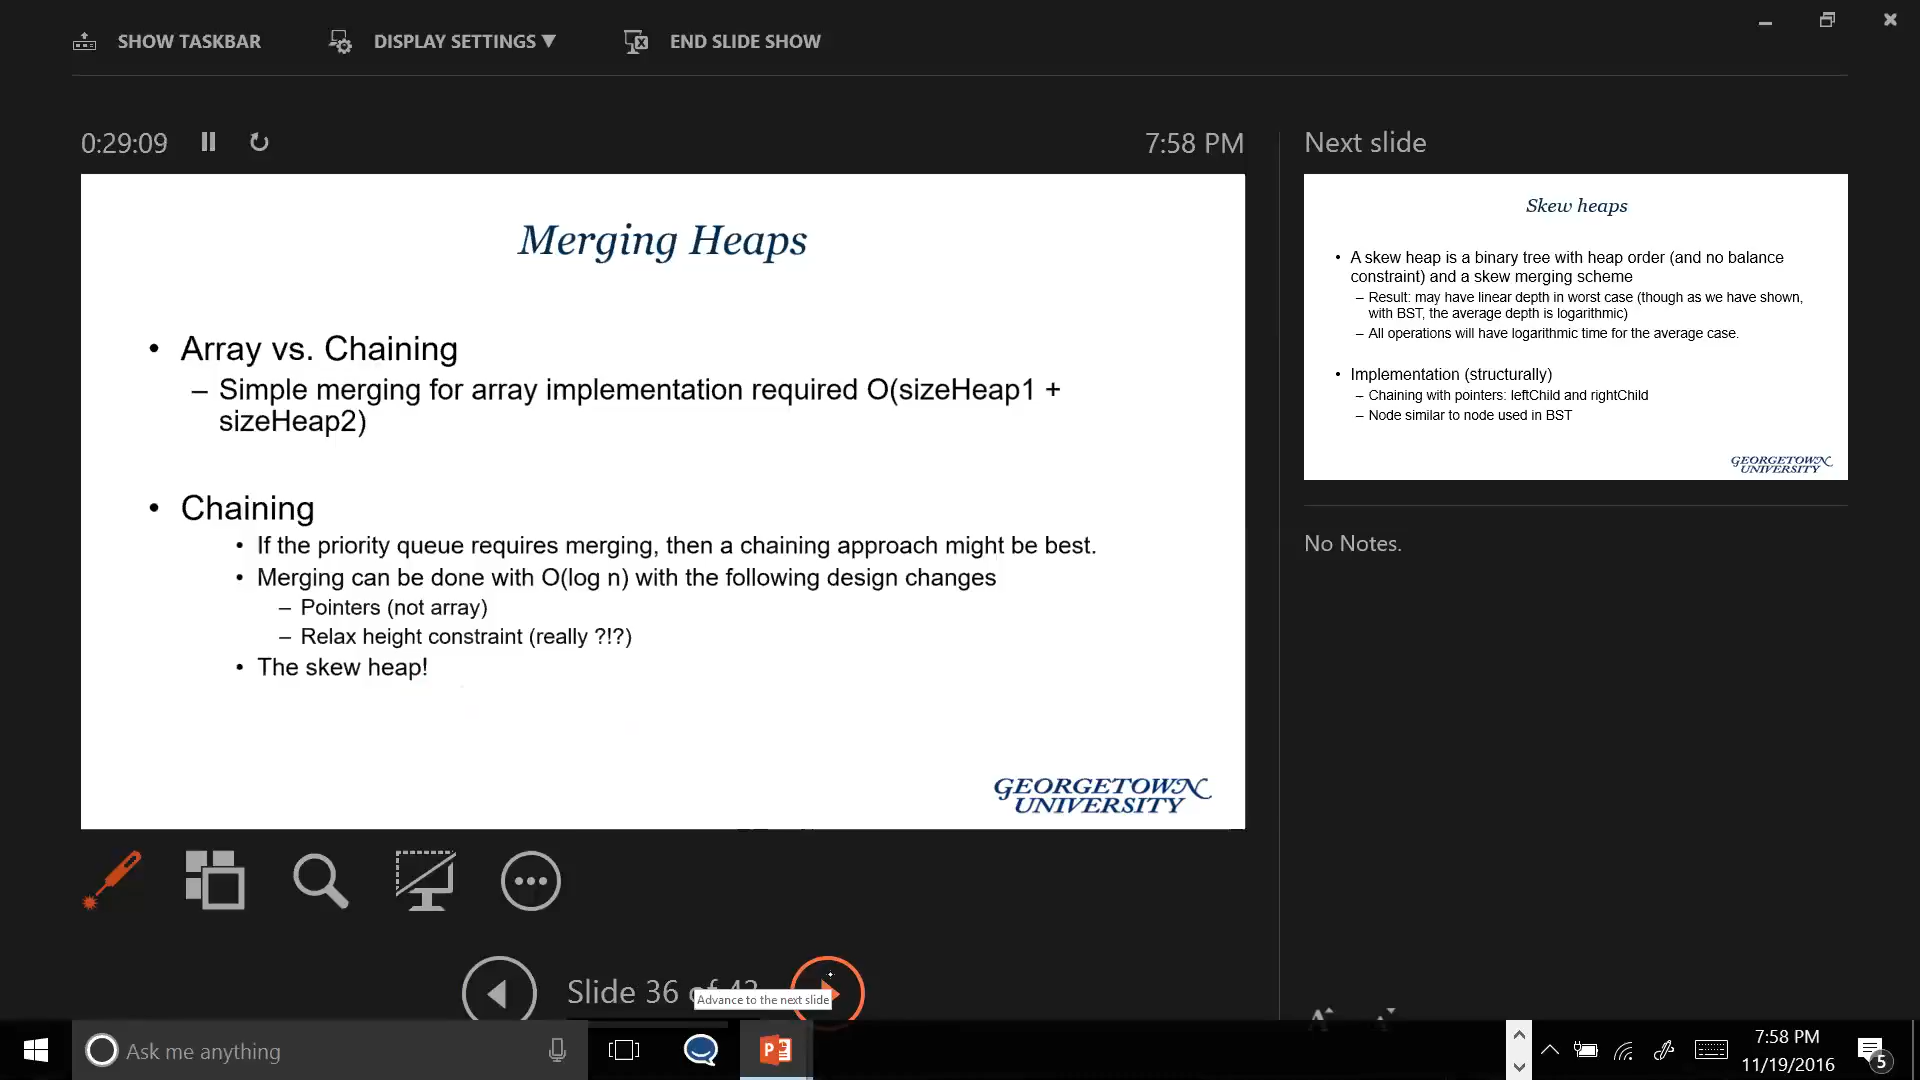 SHOW TASKBAR
DISPLAY SETTINGS ▼
END SLIDE SHOW
0:29:09
7:58 PM
Merging Heaps
• Array vs. Chaining
– Simple merging for array implementation required O(sizeHeap1 +
sizeHeap2)
• Chaining
• If the priority queue requires merging, then a chaining approach might be best.
• Merging can be done with O(log n) with the following design changes
– Pointers (not array)
– Relax height constraint (really ?!?)
• The skew heap!
GEORGETOWN
UNIVERSITY
Next slide
Skew heaps
• A skew heap is a binary tree with heap order (and no balance
constraint) and a skew merging scheme
– Result: may have linear depth in worst case (though as we have shown,
with BST, the average depth is logarithmic)
– All operations will have logarithmic time for the average case.
• Implementation (structurally)
– Chaining with pointers: leftChild and rightChild
– Node similar to node used in BST
GEORGETOWN
UNIVERSITY
No Notes.
Slide 36 of
Advance to the next slide
Ask me anything
7:58 PM
11/19/2016
5